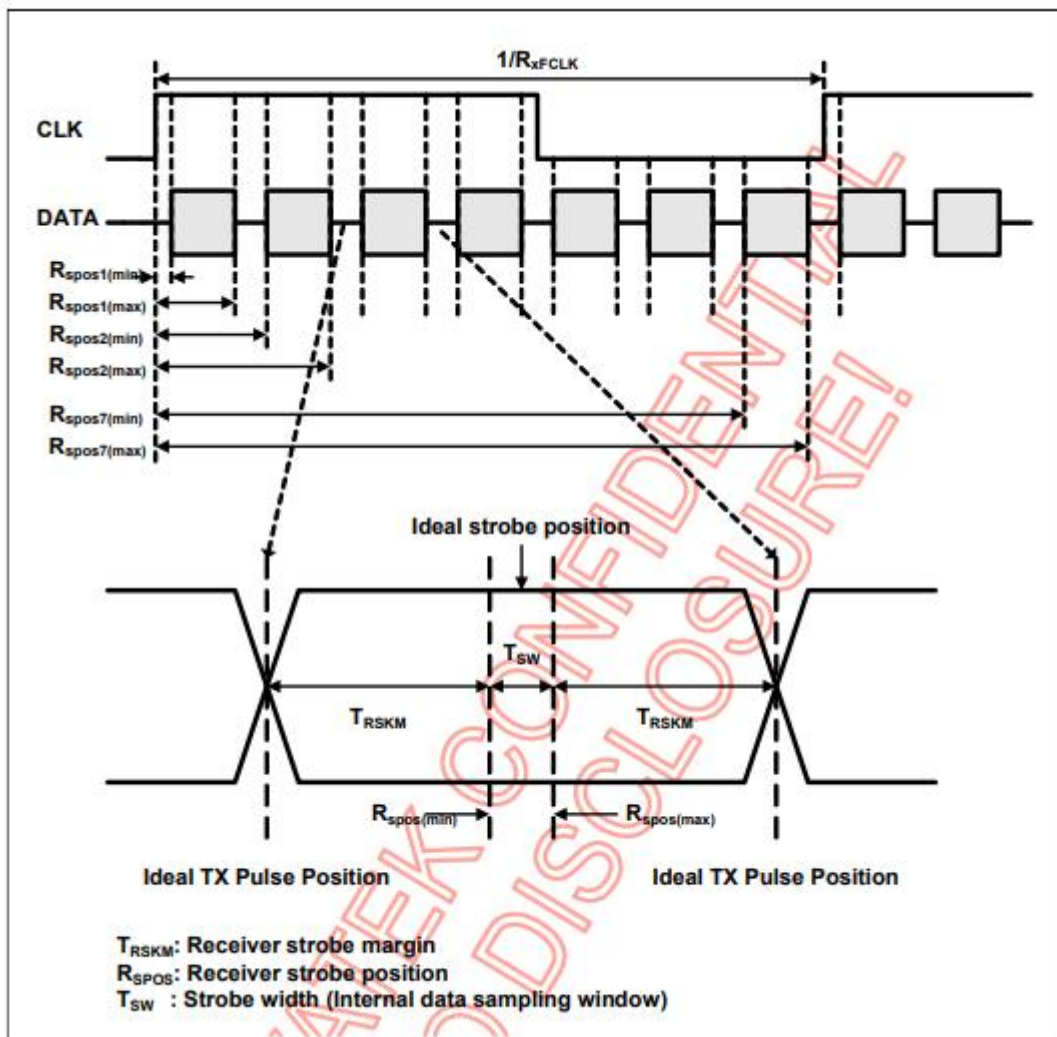 1/RxFCLK
CLK
DATA
Rspos1(min)
Rspos1(max)
Rspos2(min)
Rspos2(max)
Rspos7(min)
Rspos7(max)
Ideal strobe position
TSW
TRSKM
TRSKM
Rspos(min)
Rspos(max)
Ideal TX Pulse Position
Ideal TX Pulse Position
TRSKM: Receiver strobe margin
RSPOS: Receiver strobe position
TSW : Strobe width (Internal data sampling window)
CONFIDENTIAL
DISCLOSURE!